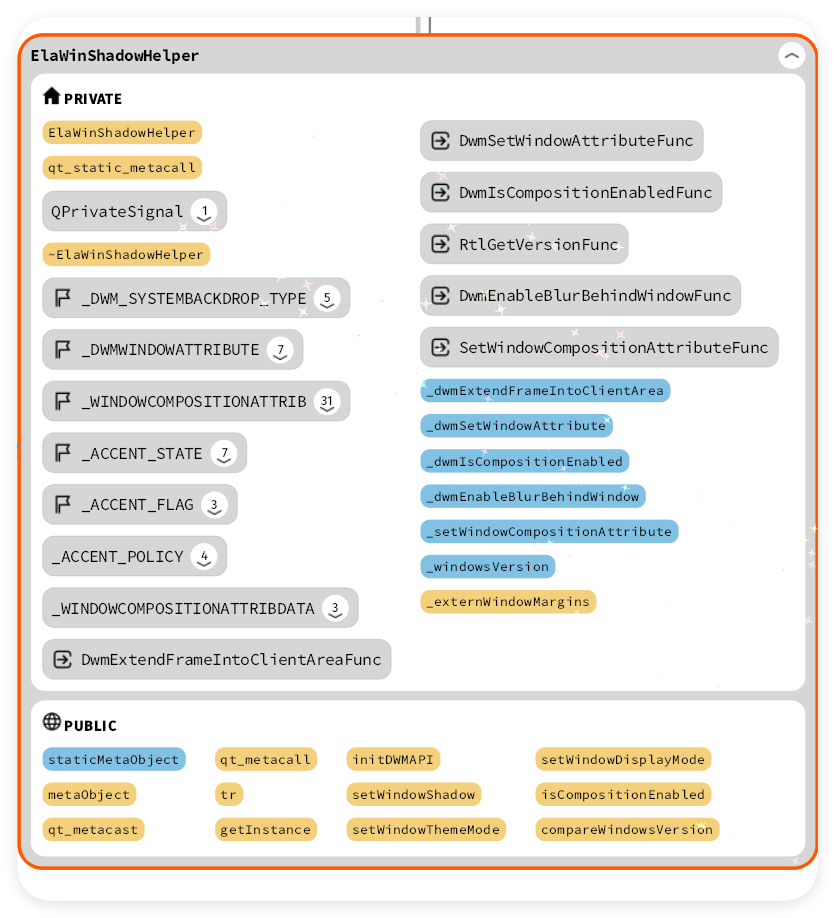 ElaWinShadowHelper
PRIVATE
ElaWinShadowHelper
qt_static_metacall
QPrivateSignal 1
~ElaWinShadowHelper
_DWM_SYSTEMBACKDROP_TYPE 5
_DWMWINDOWATTRIBUTE 7
_WINDOWCOMPOSITIONATTRIB 31
_ACCENT_STATE 7
_ACCENT_FLAG 3
_ACCENT_POLICY 4
_WINDOWCOMPOSITIONATTRIBDATA 3
DwmExtendFrameIntoClientAreaFunc
DwmSetWindowAttributeFunc
DwmIsCompositionEnabledFunc
RtlGetVersionFunc
DwmEnableBlurBehindWindowFunc
SetWindowCompositionAttributeFunc
_dwmExtendFrameIntoClientArea
_dwmSetWindowAttribute
_dwmIsCompositionEnabled
_dwmEnableBlurBehindWindow
_setWindowCompositionAttribute
_windowsVersion
_externWindowMargins
PUBLIC
staticMetaObject
metaObject
qt_metacast
qt_metacall
tr
getInstance
initDWMAPI
setWindowShadow
setWindowThemeMode
setWindowDisplayMode
isCompositionEnabled
compareWindowsVersion